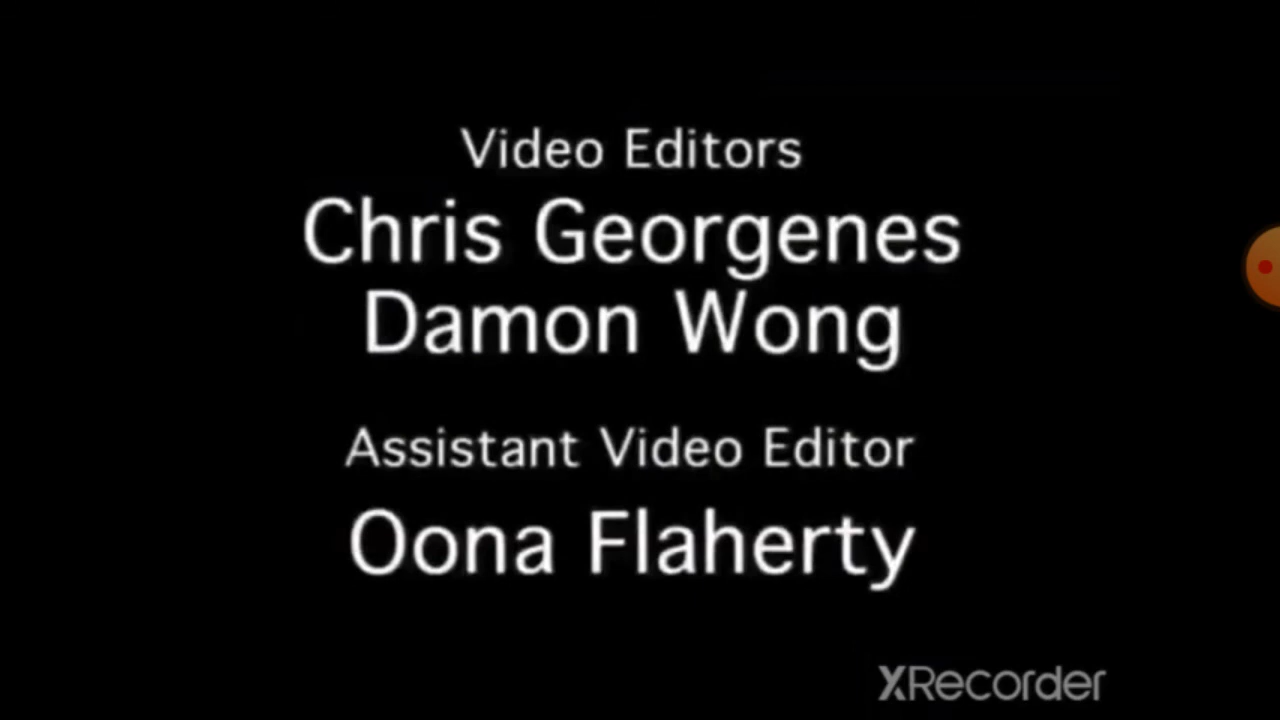 Video Editors
Chris Georgenes
Damon Wong
Assistant Video Editor
Oona Flaherty
XRecorder